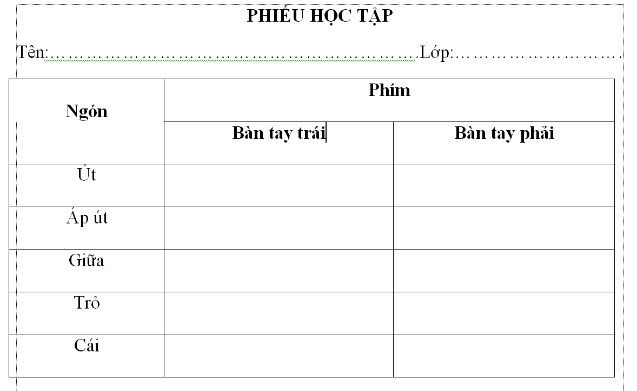 PHIẾU HỌC TẬP
Tên:……………………………………………………….Lớp:………………………
Ngón
Phím
Bàn tay trái
Bàn tay phải
Út
Áp út
Giữa
Trỏ
Cái